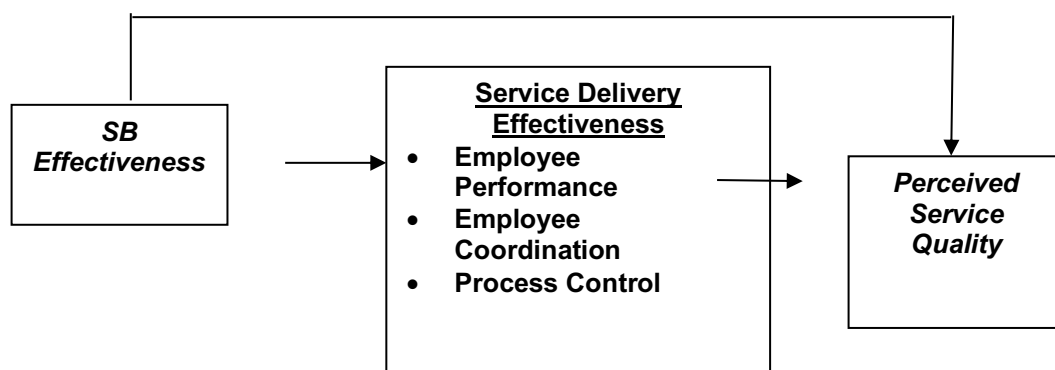 SB
Effectiveness
Service Delivery
Effectiveness
• Employee
Performance
• Employee
Coordination
• Process Control
Perceived
Service
Quality